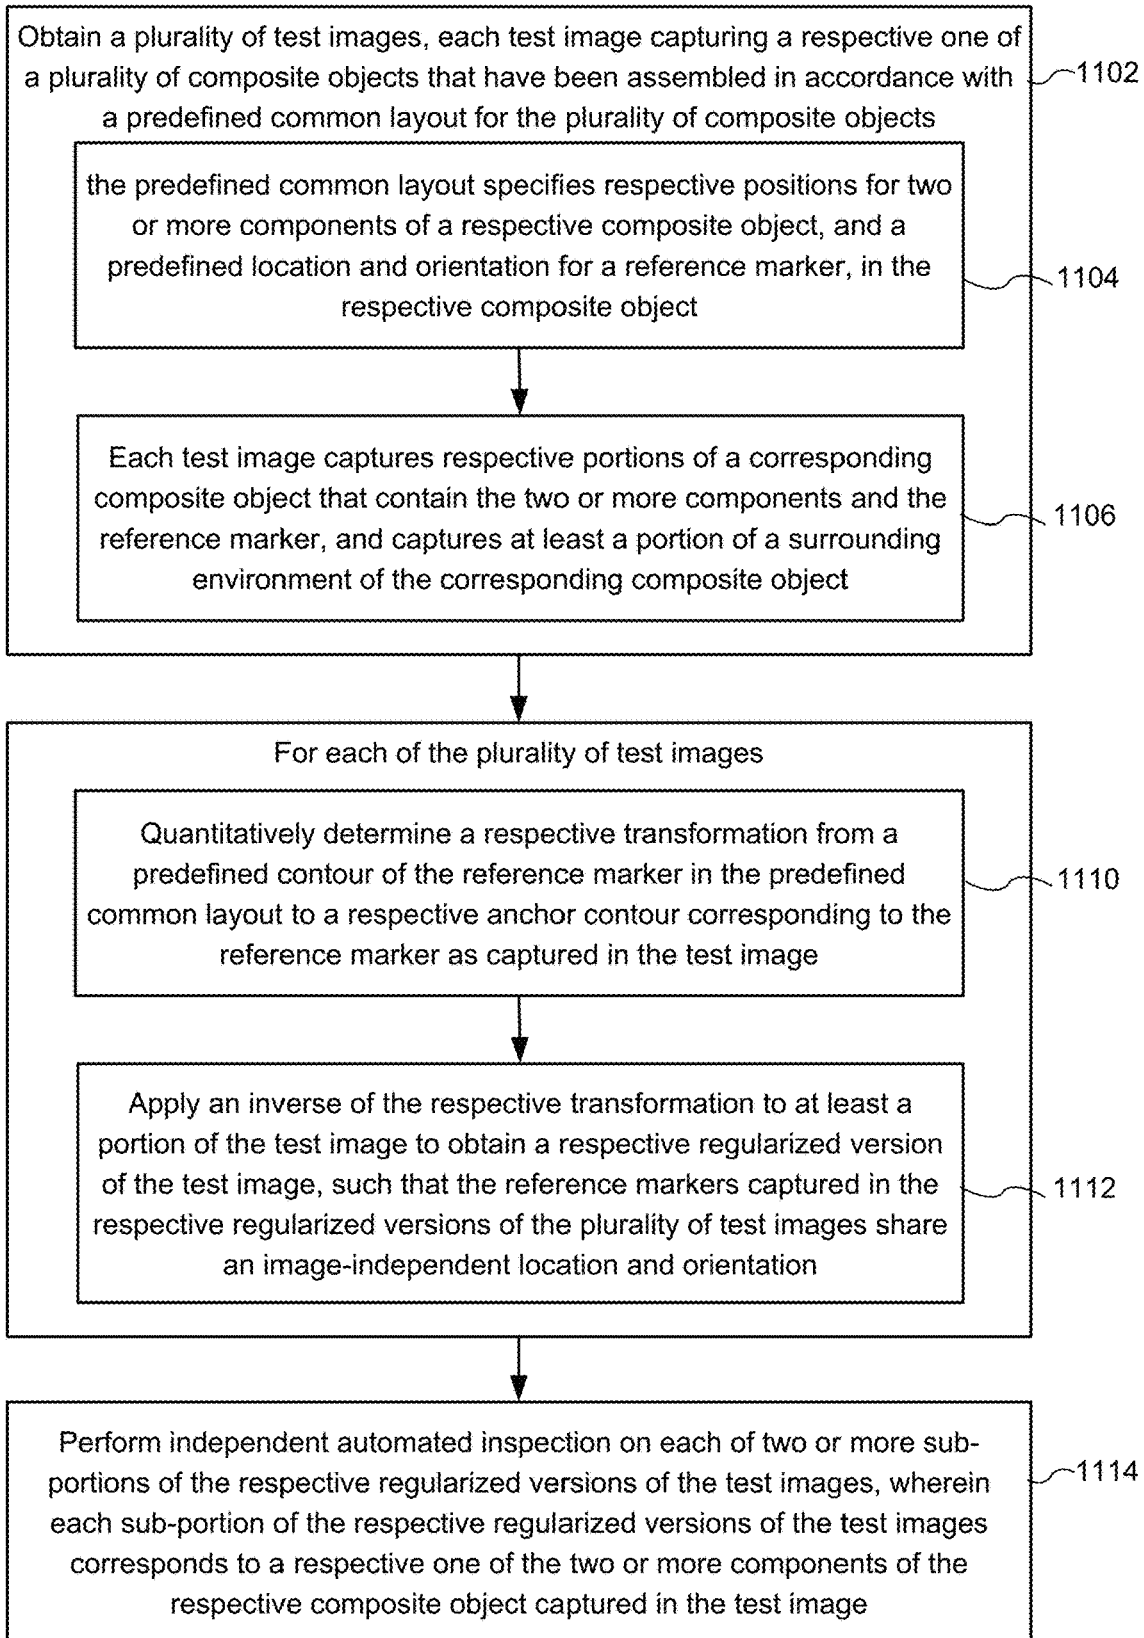 Obtain a plurality of test images, each test image capturing a respective one of
a plurality of composite objects that have been assembled in accordance with
a predefined common layout for the plurality of composite objects
1102
the predefined common layout specifies respective positions for two
or more components of a respective composite object, and a
predefined location and orientation for a reference marker, in the
respective composite object
1104
Each test image captures respective portions of a corresponding
composite object that contain the two or more components and the
reference marker, and captures at least a portion of a surrounding
environment of the corresponding composite object
1106
For each of the plurality of test images
Quantitatively determine a respective transformation from a
predefined contour of the reference marker in the predefined
common layout to a respective anchor contour corresponding to the
reference marker as captured in the test image
1110
Apply an inverse of the respective transformation to at least a
portion of the test image to obtain a respective regularized version
of the test image, such that the reference markers captured in the
respective regularized versions of the plurality of test images share
an image-independent location and orientation
1112
Perform independent automated inspection on each of two or more sub-
portions of the respective regularized versions of the test images, wherein
each sub-portion of the respective regularized versions of the test images
corresponds to a respective one of the two or more components of the
respective composite object captured in the test image
1114